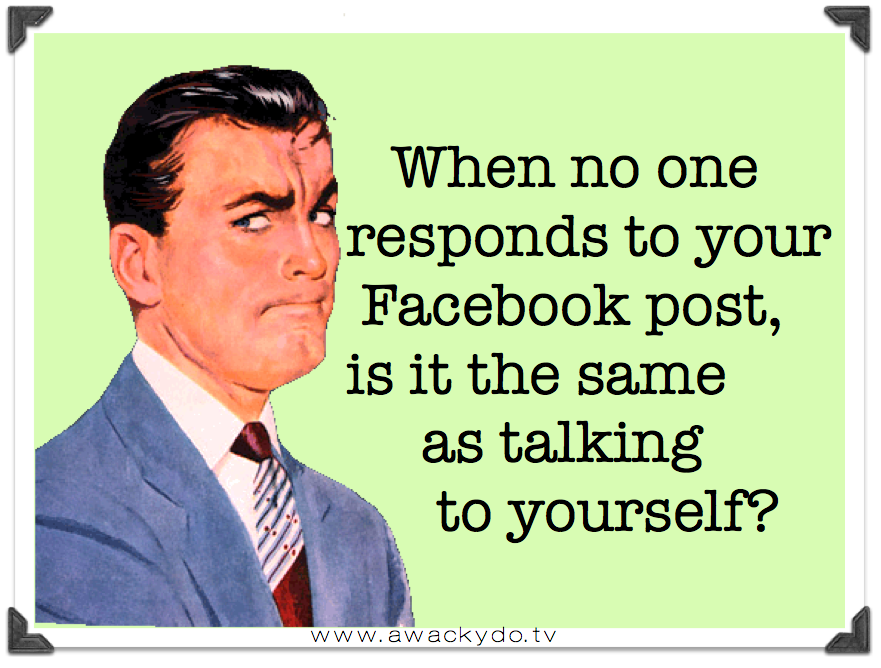 When no one
responds to your
Facebook post,
is it the same
as talking
to yourself?
www.awackydo.tv